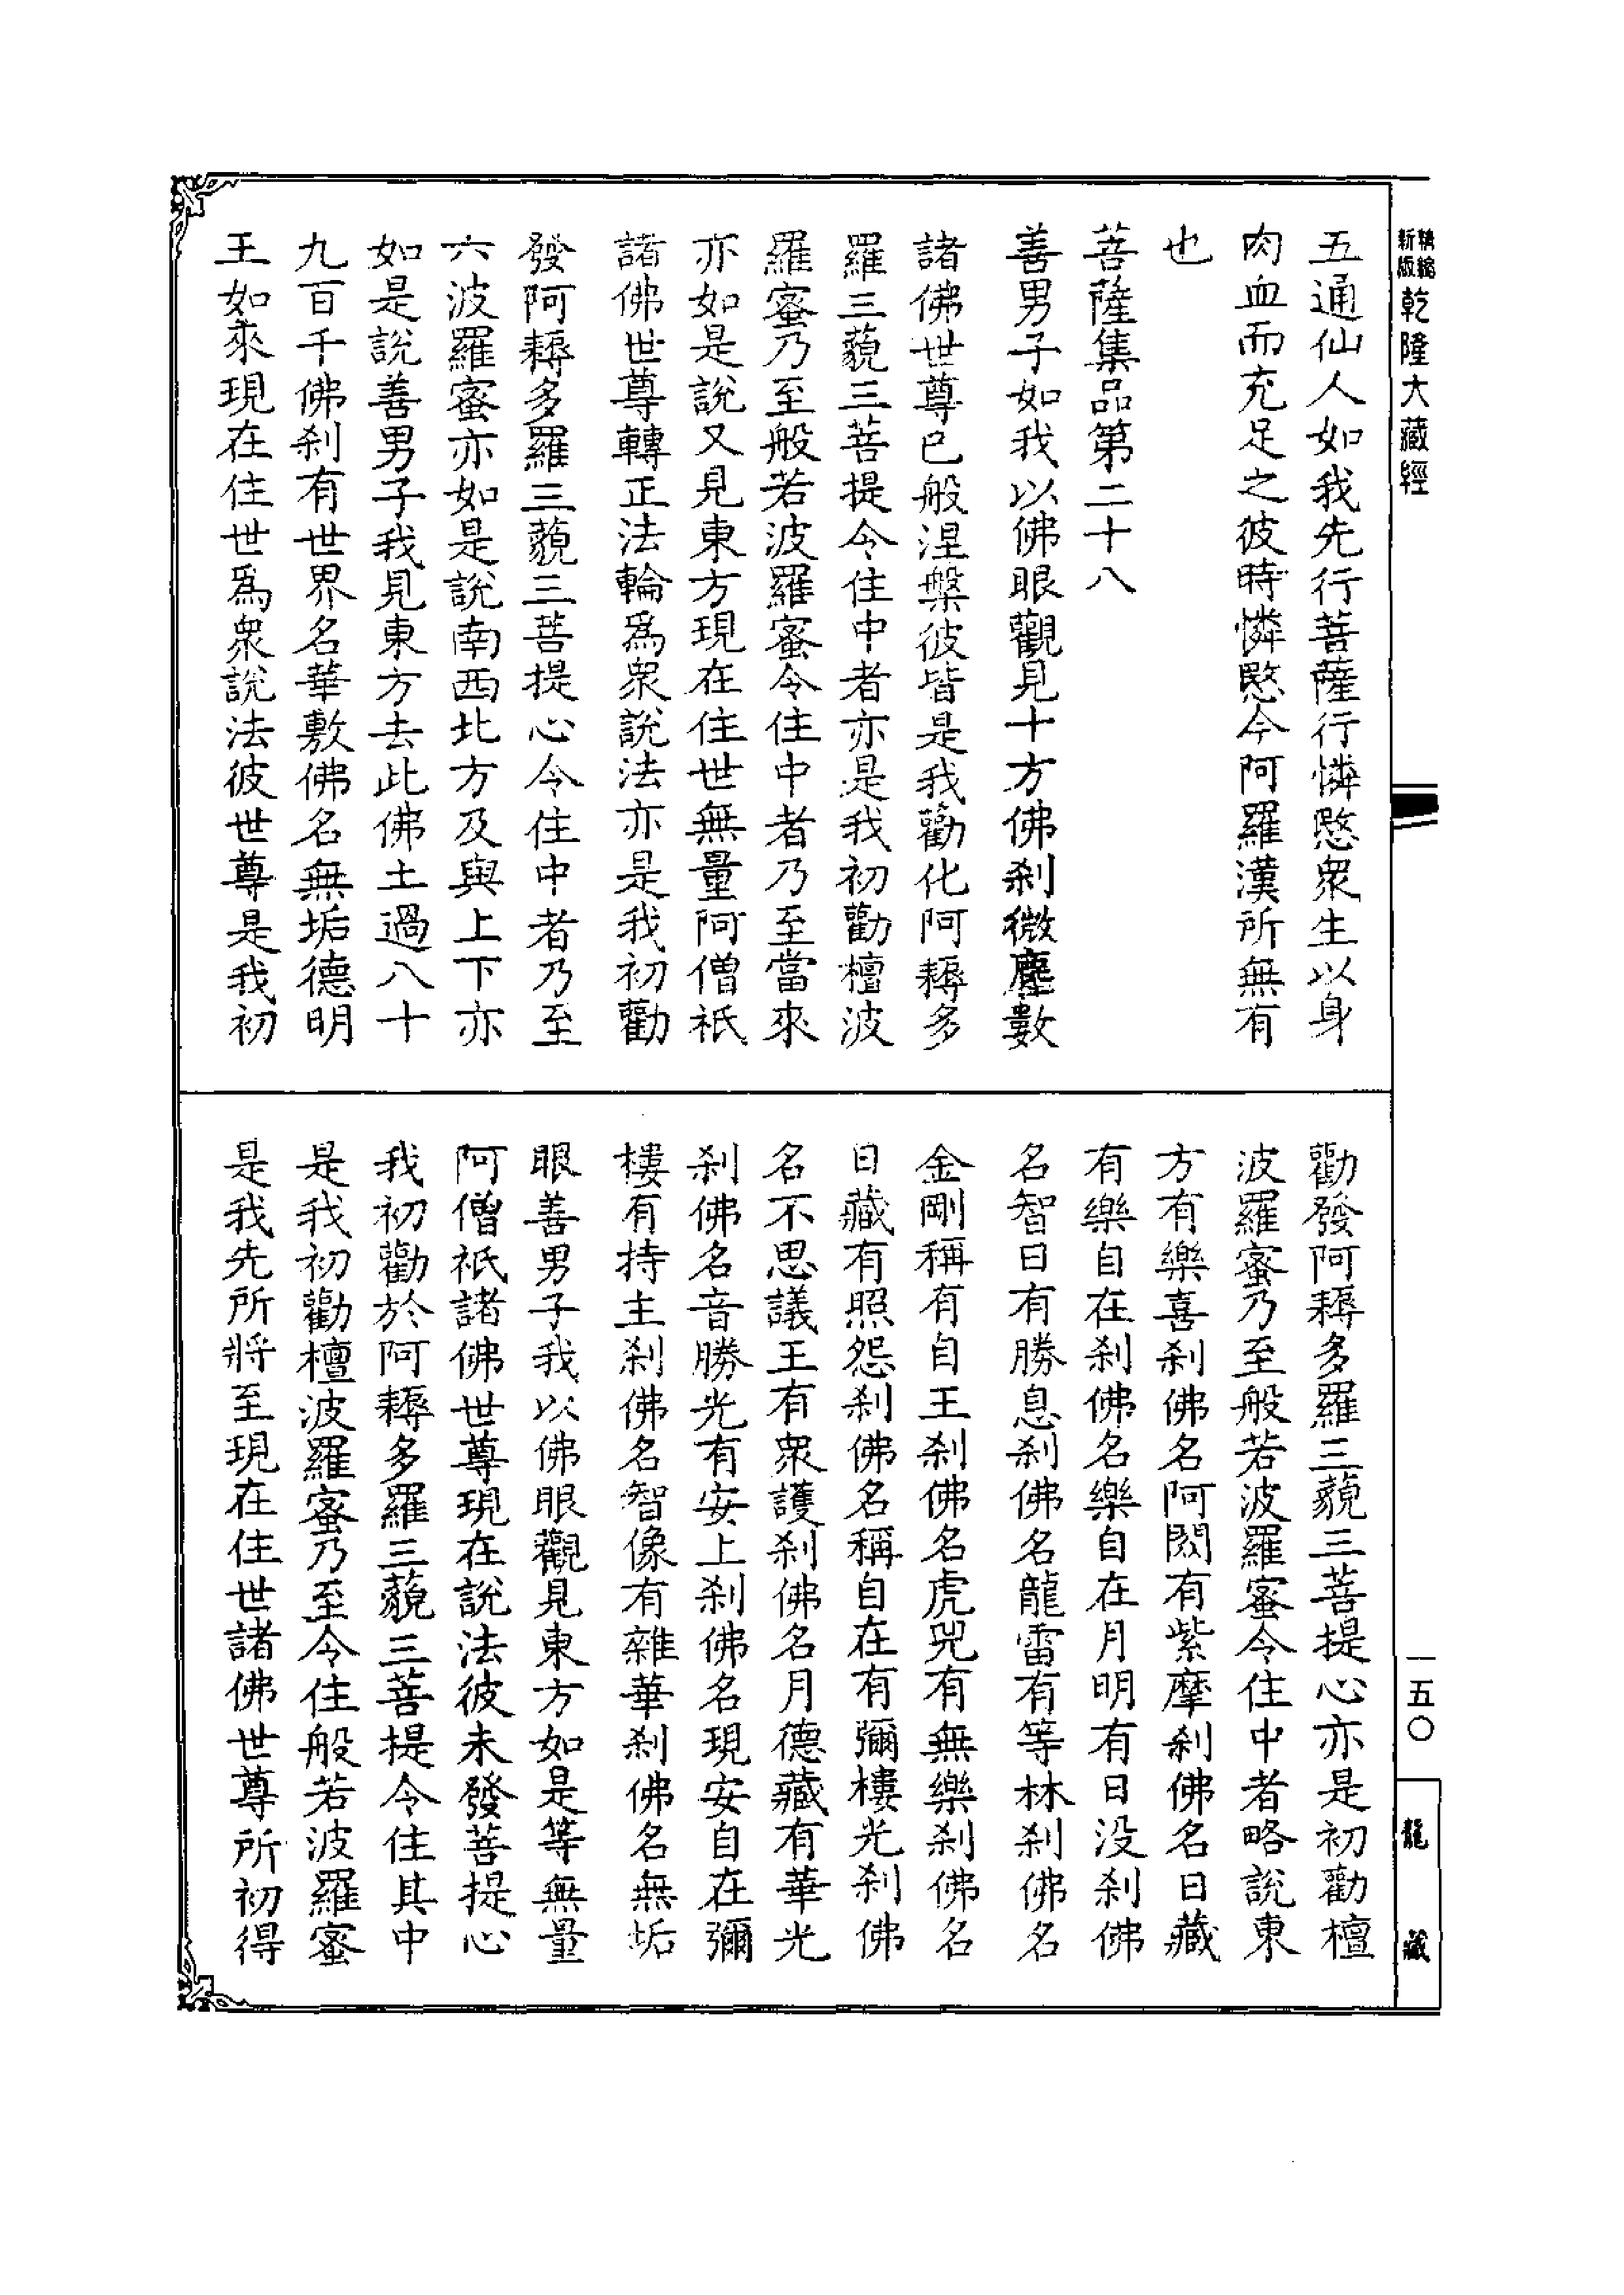 精縮新版乾隆大藏經
五通仙人如我先行菩薩行憐愍衆生以身
肉血而充足之彼時憐愍今阿羅漢所無有
也
菩薩集品第二十八
善男子如我以佛眼觀見十方佛刹微塵數
諸佛世尊已般涅槃彼皆是我勸化阿耨多
羅三藐三菩提令住中者亦是我初勸檀波
羅蜜乃至般若波羅蜜令住中者乃至當來
亦如是說又見東方現在住世無量阿僧祇
諸佛世尊轉正法輪爲衆說法亦是我初勸
發阿耨多羅三藐三菩提心令住中者乃至
六波羅蜜亦如是說南西北方及與上下亦
如是說善男子我見東方去此佛土過八十
九百千佛刹有世界名華敷佛名無垢德明
王如來現在住世爲衆說法彼世尊是我初
勸發阿耨多羅三藐三菩提心亦是初勸檀
波羅蜜乃至般若波羅蜜令住中者略說東
方有樂喜刹佛名阿閦有紫摩刹佛名日藏
有樂自在刹佛名樂自在月明有日没刹佛
名智日有勝息刹佛名龍雷有等林刹佛名
金剛稱有自王刹佛名虎兕有無樂刹佛名
日藏有照怨刹佛名稱自在有彌樓光刹佛
名不思議王有衆護刹佛名月德藏有華光
刹佛名音勝光有安上刹佛名現安自在彌
樓有持主刹佛名智像有雜華刹佛名無垢
眼善男子我以佛眼觀見東方如是等無量
阿僧祇諸佛世尊現在說法彼未發菩提心
我初勸於阿耨多羅三藐三菩提令住其中
是我初勸檀波羅蜜乃至令住般若波羅蜜
是我先所將至現在住世諸佛世尊所初得
一五〇
龍藏